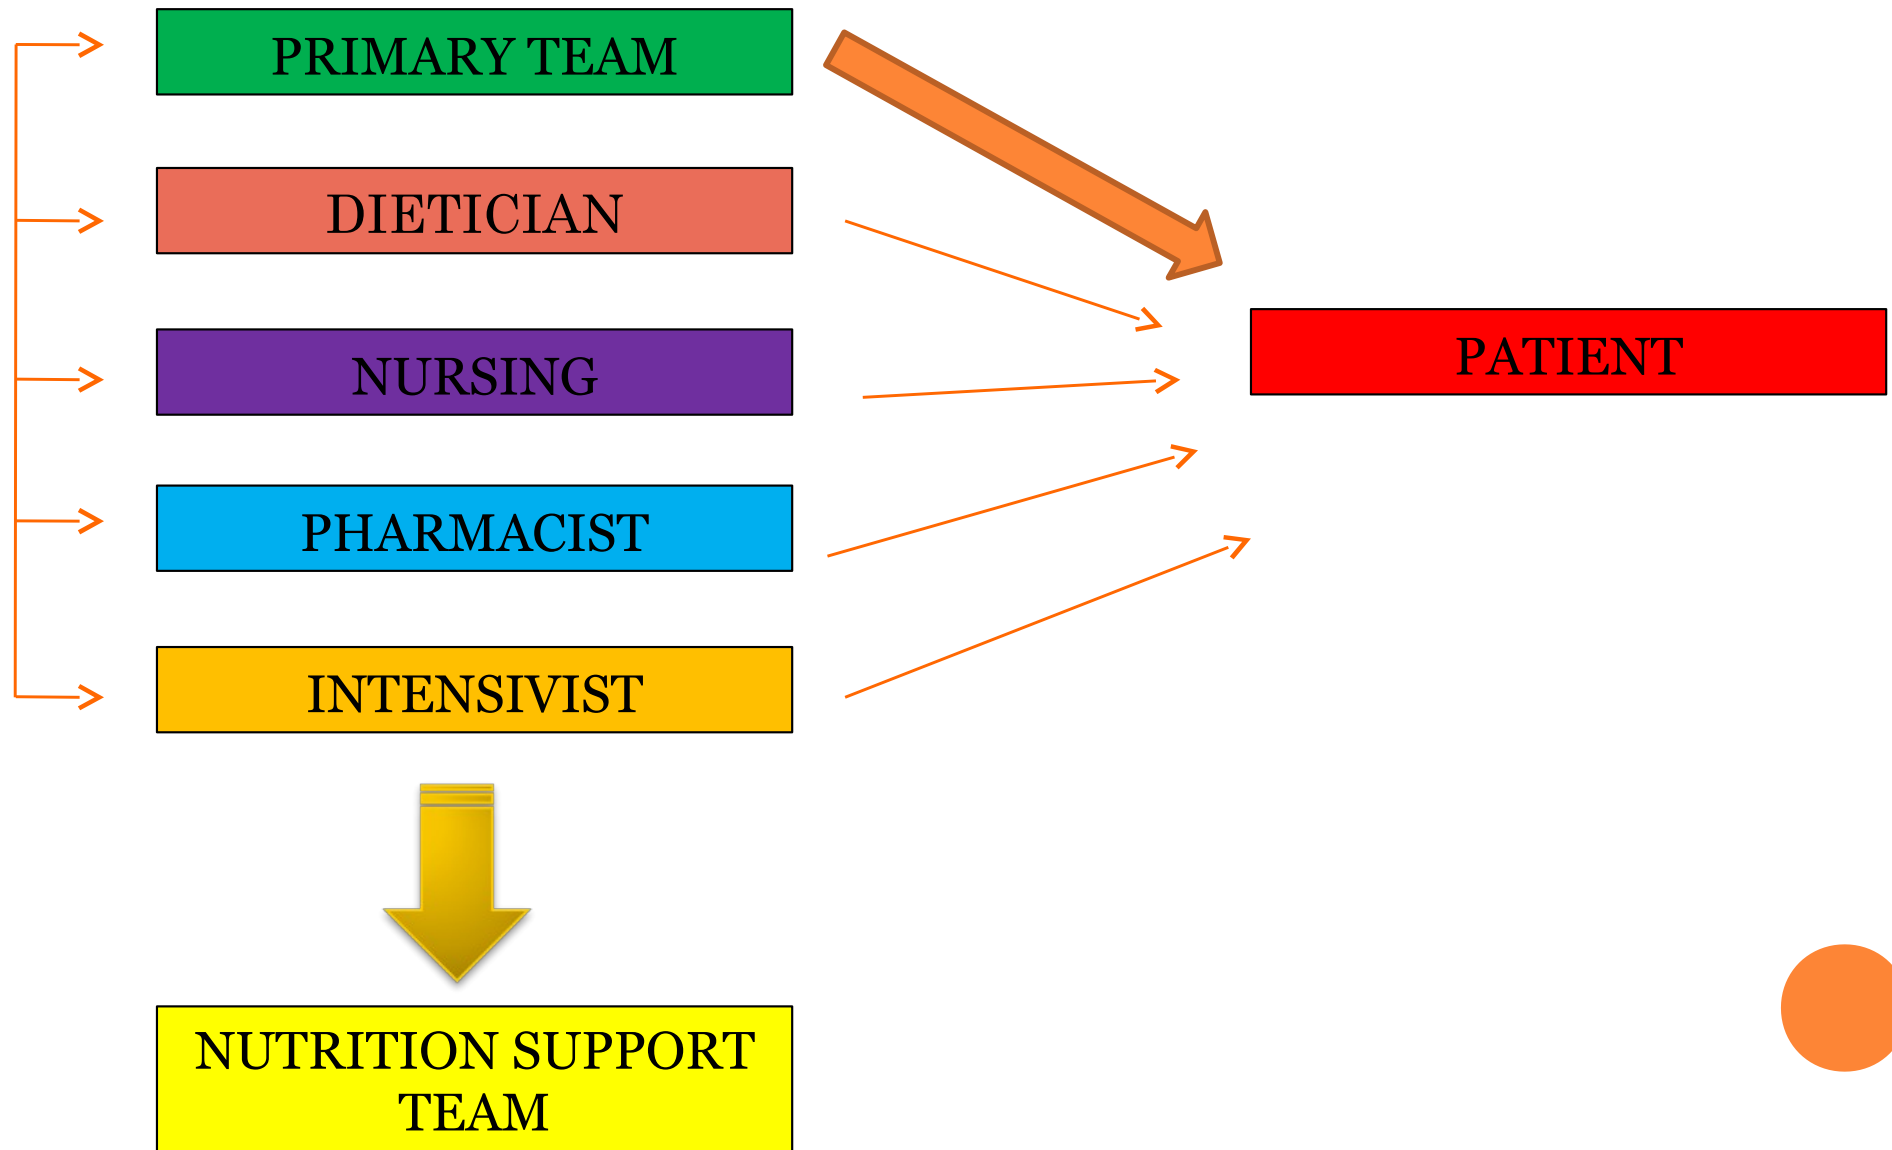 PRIMARY TEAM
DIETICIAN
NURSING
PATIENT
PHARMACIST
INTENSIVIST
NUTRITION SUPPORT
TEAM